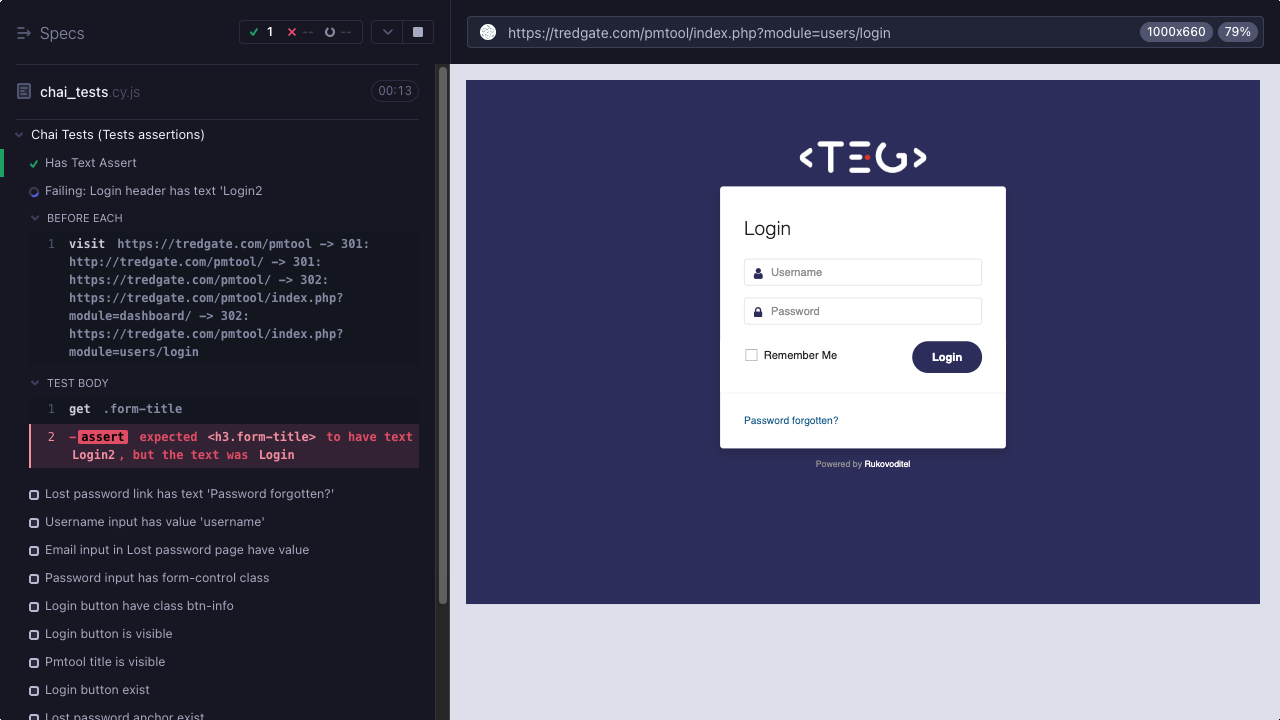 Specs
1 -- --
chai_tests.cy.js 00:13
Chai Tests (Tests assertions)
Has Text Assert
Failing: Login header has text 'Login2
BEFORE EACH
1 visit https://tredgate.com/pmtool -> 301:
http://tredgate.com/pmtool/ -> 301:
https://tredgate.com/pmtool/ -> 302:
https://tredgate.com/pmtool/index.php?
module=dashboard/ -> 302:
https://tredgate.com/pmtool/index.php?
module=users/login
TEST BODY
1 get .form-title
2 -assert expected <h3.form-title> to have text
Login2, but the text was Login
Lost password link has text 'Password forgotten?'
Username input has value 'username'
Email input in Lost password page have value
Password input has form-control class
Login button have class btn-info
Login button is visible
Pmtool title is visible
Login button exist
Lost password anchor exist
https://tredgate.com/pmtool/index.php?module=users/login 1000x660 79%
<TEG>
Login
Username
Password
Remember Me Login
Password forgotten?
Powered by Rukovoditel